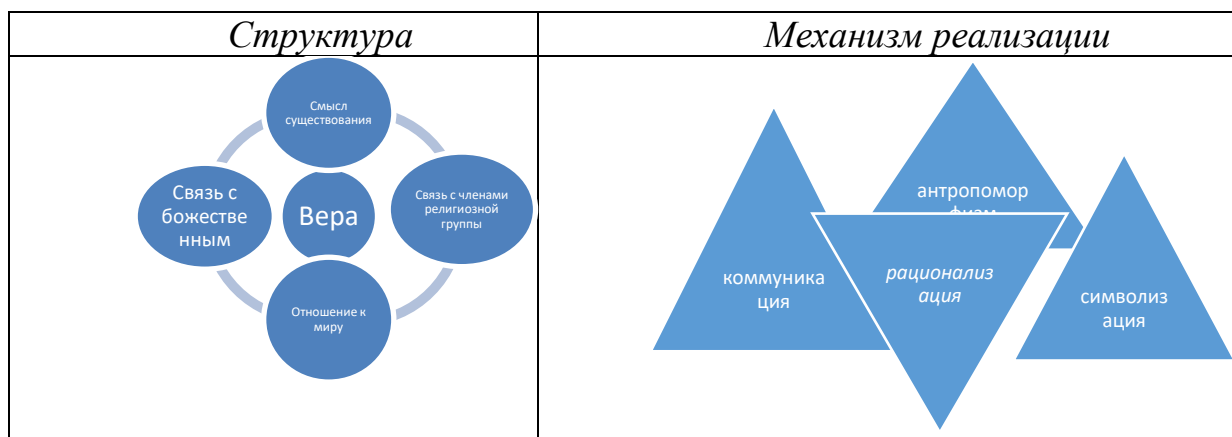 Структура
Механизм реализации
Смысл
существования
Связь с
божестве
нным
Вера
Связь с членами
религиозной
группы
Отношение к
миру
антропомор
физм
коммуника
ция
рационализ
ация
символиз
ация